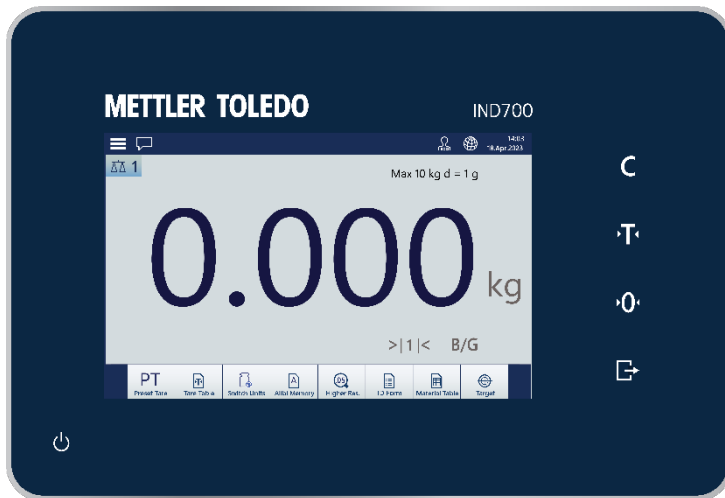 METTLER TOLEDO
IND700
14:03
18.Apr.2023
1
Max 10 kg d = 1 g
0.000 kg
>|1|< B/G
PT
Preset Tare
Tare Table
Switch Units
Alibi Memory
Higher Res.
ID Form
Material Table
Target
C
T
0